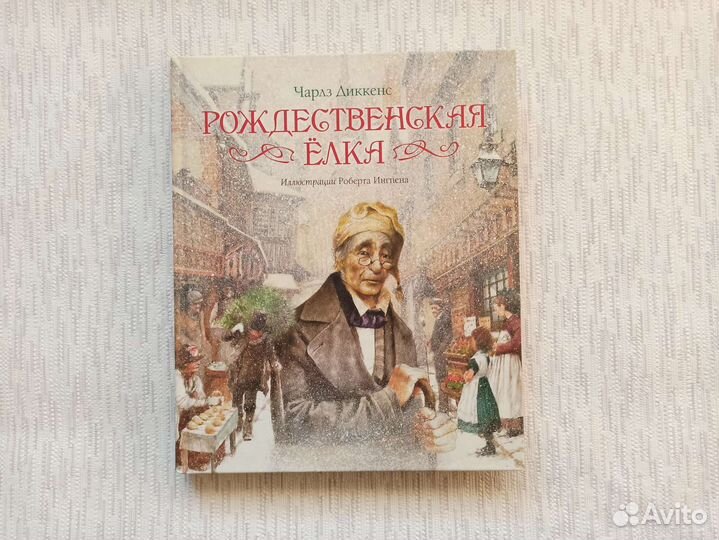 Чарлз Диккенс
РОЖДЕСТВЕНСКАЯ
ЁЛКА
Иллюстрации Роберта Ингпена
Avito